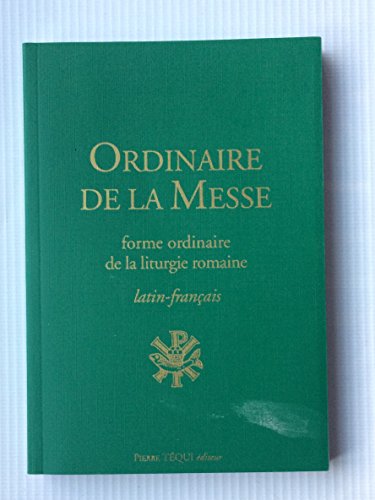 ORDINAIRE
DE LA MESSE
forme ordinaire
de la liturgie romaine
latin-français
PIERRE TÉQUI éditeur